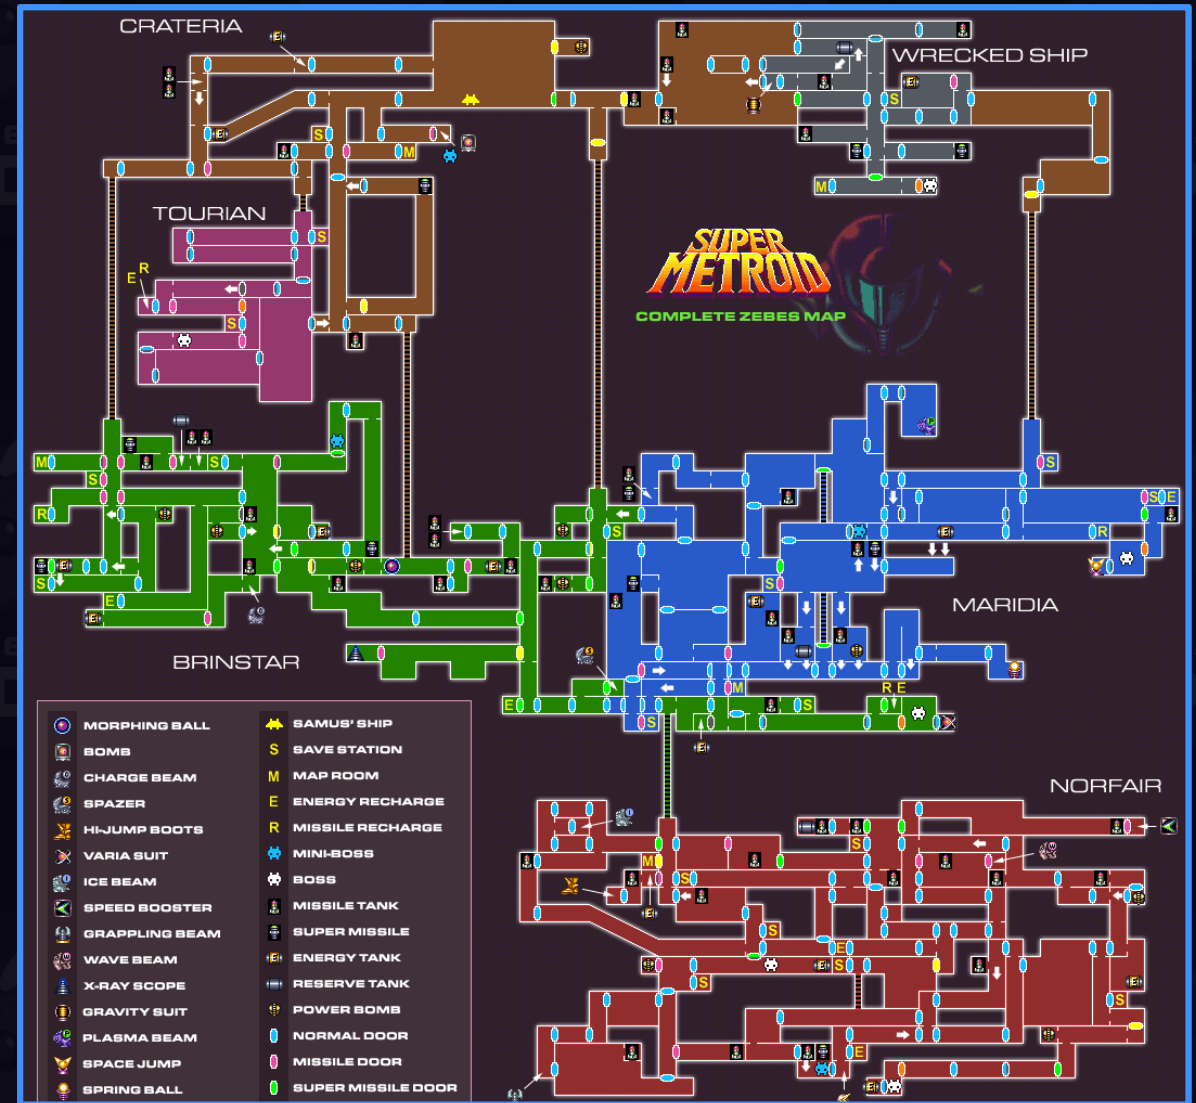 CRATERIA
WRECKED SHIP
TOURIAN
SUPER
METROID
COMPLETE ZEBES MAP
MARIDIA
BRINSTAR
NORFAIR
MORPHING BALL
BOMB
CHARGE BEAM
SPAZER
HI-JUMP BOOTS
VARIA SUIT
ICE BEAM
SPEED BOOSTER
GRAPPLING BEAM
WAVE BEAM
X-RAY SCOPE
GRAVITY SUIT
PLASMA BEAM
SPACE JUMP
SPRING BALL
SAMUS' SHIP
S SAVE STATION
M MAP ROOM
E ENERGY RECHARGE
R MISSILE RECHARGE
MINI-BOSS
BOSS
MISSILE TANK
SUPER MISSILE
ENERGY TANK
RESERVE TANK
POWER BOMB
NORMAL DOOR
MISSILE DOOR
SUPER MISSILE DOOR